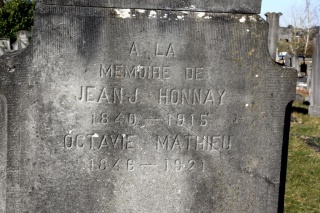 A LA
MEMOIRE DE
JEAN.J. HONNAY
1840 — 1915
OCTAVIE MATHIEU
1846 — 1921